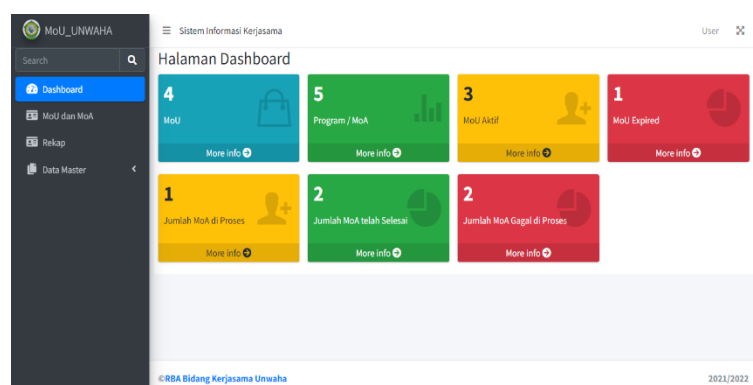 MoU_UNWAHA
Sistem Informasi Kerjasama
User
Search
Halaman Dashboard
Dashboard
MoU dan MoA
Rekap
Data Master
4
MoU
More info
5
Program / MoA
More info
3
MoU Aktif
More info
1
MoU Expired
More info
1
Jumlah MoA di Proses
More info
2
Jumlah MoA telah Selesai
More info
2
Jumlah MoA Gagal di Proses
More info
©RBA Bidang Kerjasama Unwaha
2021/2022